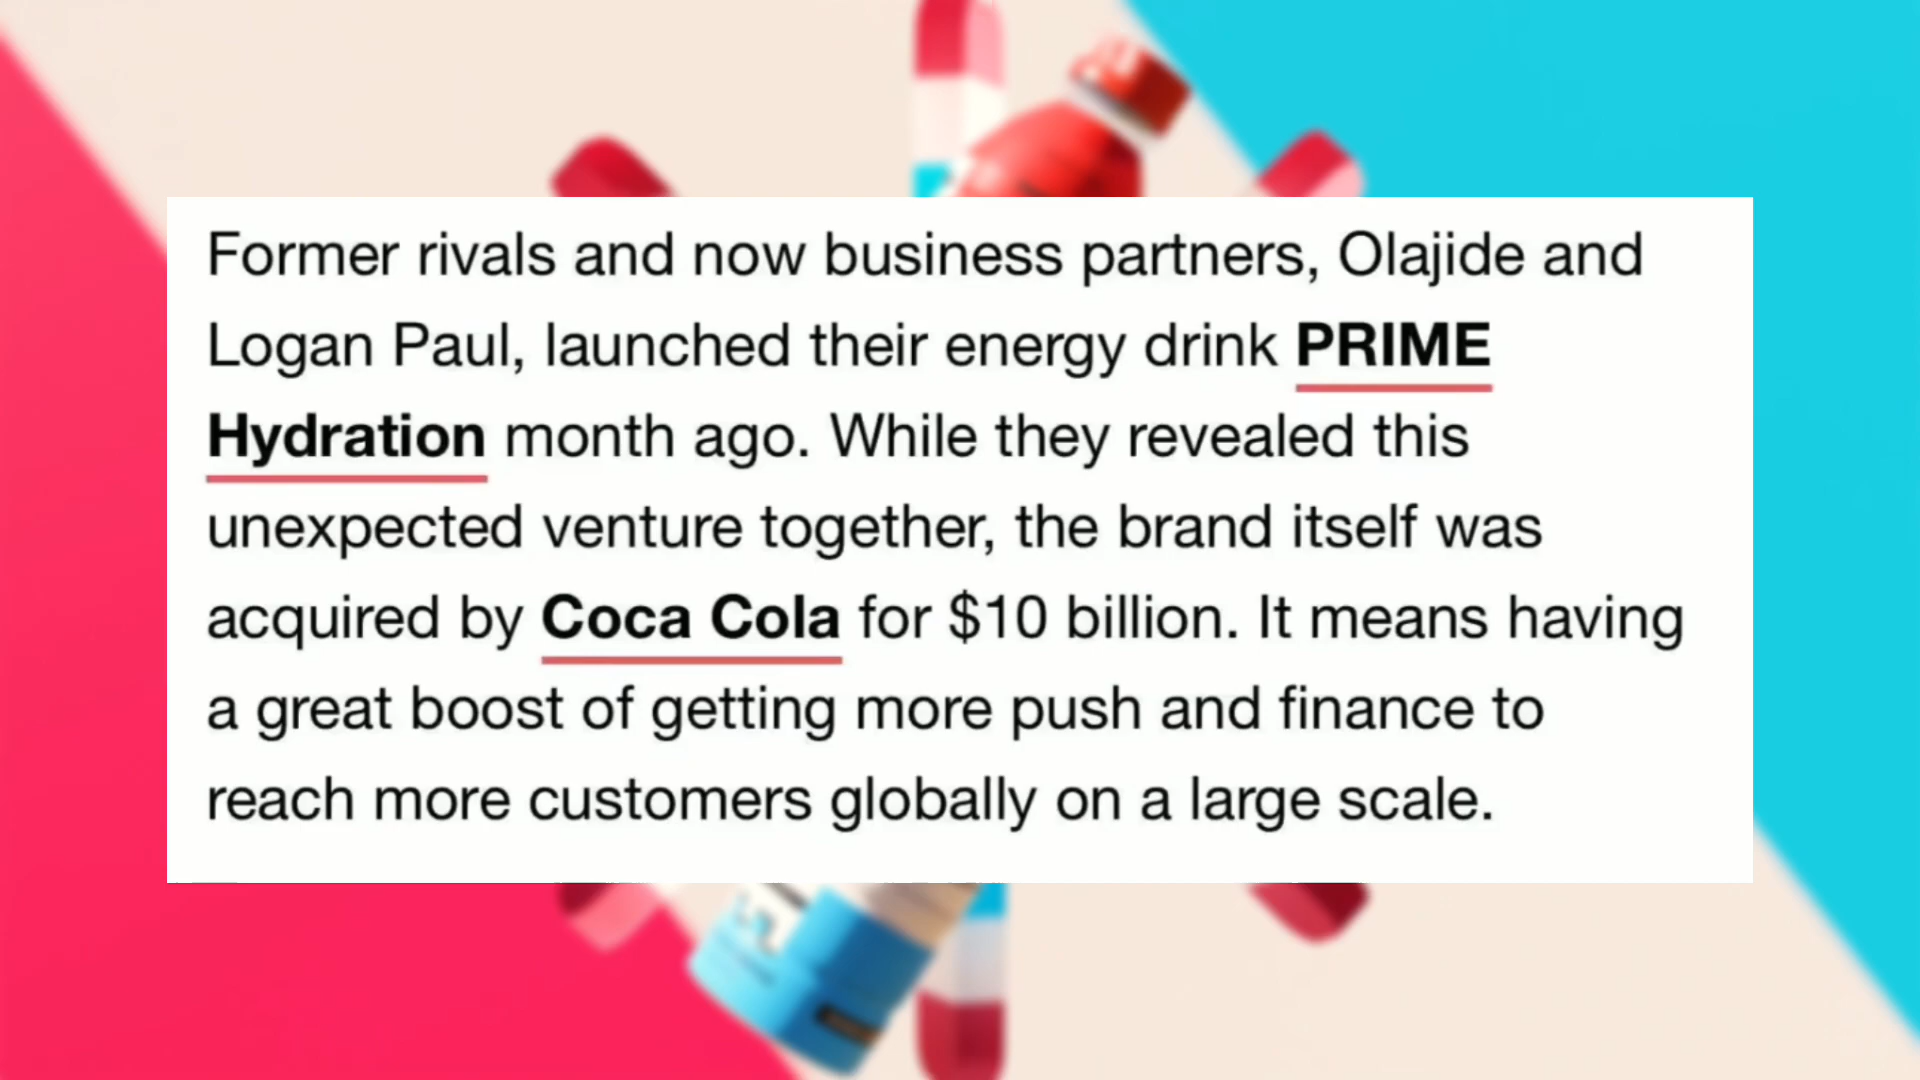 Former rivals and now business partners, Olajide and
Logan Paul, launched their energy drink PRIME
Hydration month ago. While they revealed this
unexpected venture together, the brand itself was
acquired by Coca Cola for $10 billion. It means having
a great boost of getting more push and finance to
reach more customers globally on a large scale.